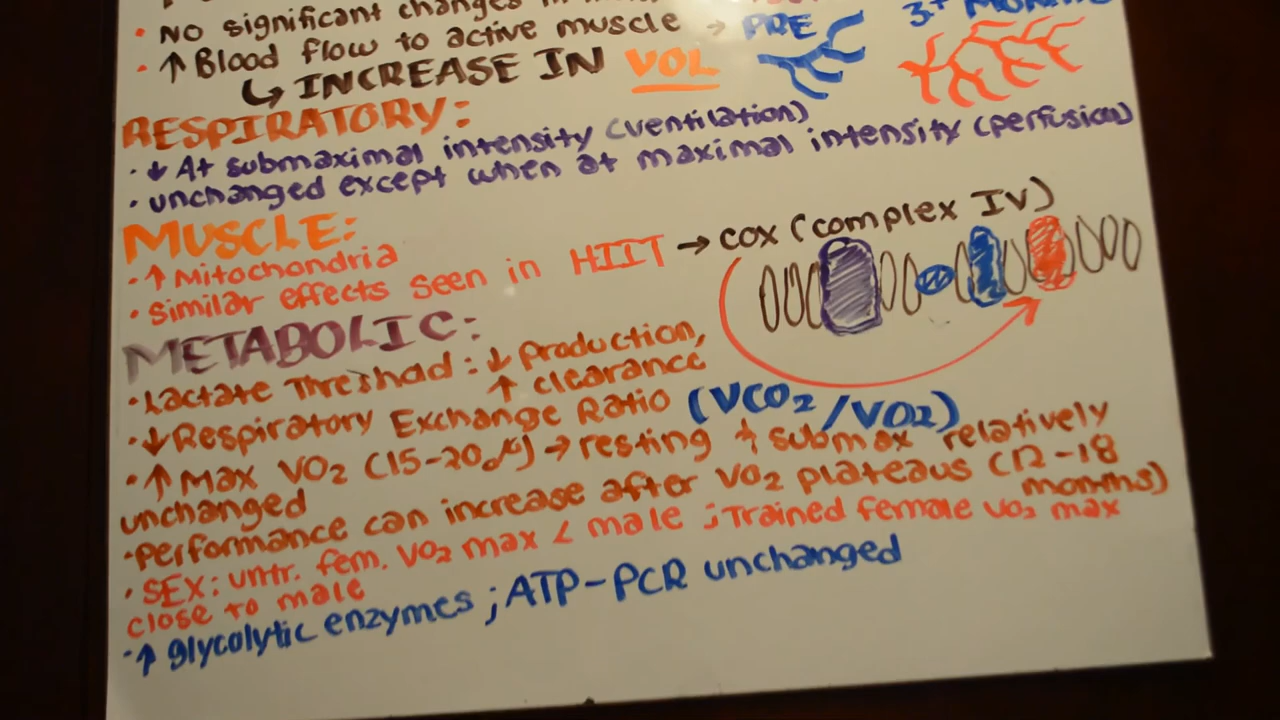 • No significant changes in
• ↑ Blood flow to active muscle → PRE 3+
↳ INCREASE IN VOL
RESPIRATORY:
• ↓ At submaximal intensity (ventilation)
• unchanged except when at maximal intensity (perfusion)
MUSCLE:
• ↑ Mitochondria
• Similar effects seen in HIIT → COX (complex IV)
METABOLIC:
• Lactate Threshold: ↓ production,
↑ clearance
• ↓ Respiratory Exchange Ratio (VCO2/VO2)
• ↑ Max VO2 (15-20%) → resting & submax relatively
unchanged
• Performance can increase after VO2 plateaus (12-18
months)
• SEX: untr. fem. VO2 max < male ; Trained female VO2 max
close to male
• ↑ glycolytic enzymes ; ATP-PCR unchanged